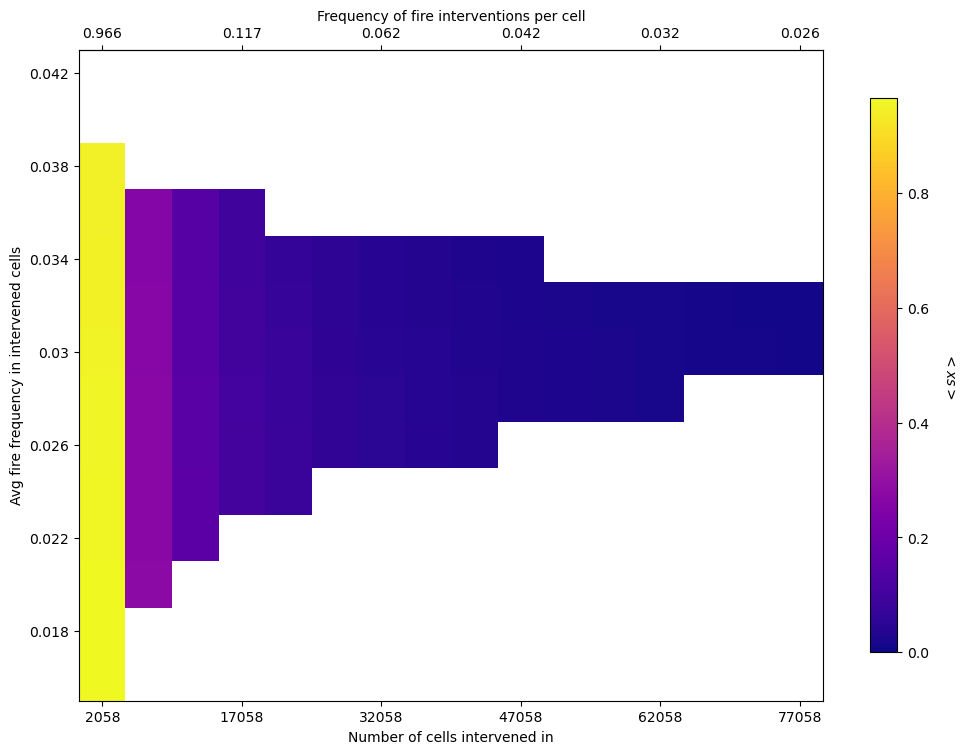 Frequency of fire interventions per cell
0.966 0.117 0.062 0.042 0.032 0.026
Avg fire frequency in intervened cells
0.042
0.038
0.034
0.03
0.026
0.022
0.018
2058 17058 32058 47058 62058 77058
Number of cells intervened in
0.8
0.6
0.4
0.2
0.0
< sx >